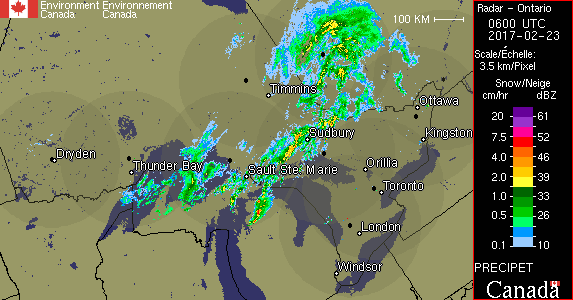 Environment Environnement
Canada Canada
100 KM
Timmins
Ottawa
Sudbury
Kingston
Dryden
Thunder Bay
Sault Ste. Marie
Orillia
Toronto
London
Windsor
Radar - Ontario
0600 UTC
2017-02-23
Scale/Échelle:
3.5 km/Pixel
Snow/Neige
cm/hr dBZ
20 61
7.5 52
4.0 46
2.0 39
1.0 33
0.5 26
0.1 10
PRECIPET
Canada